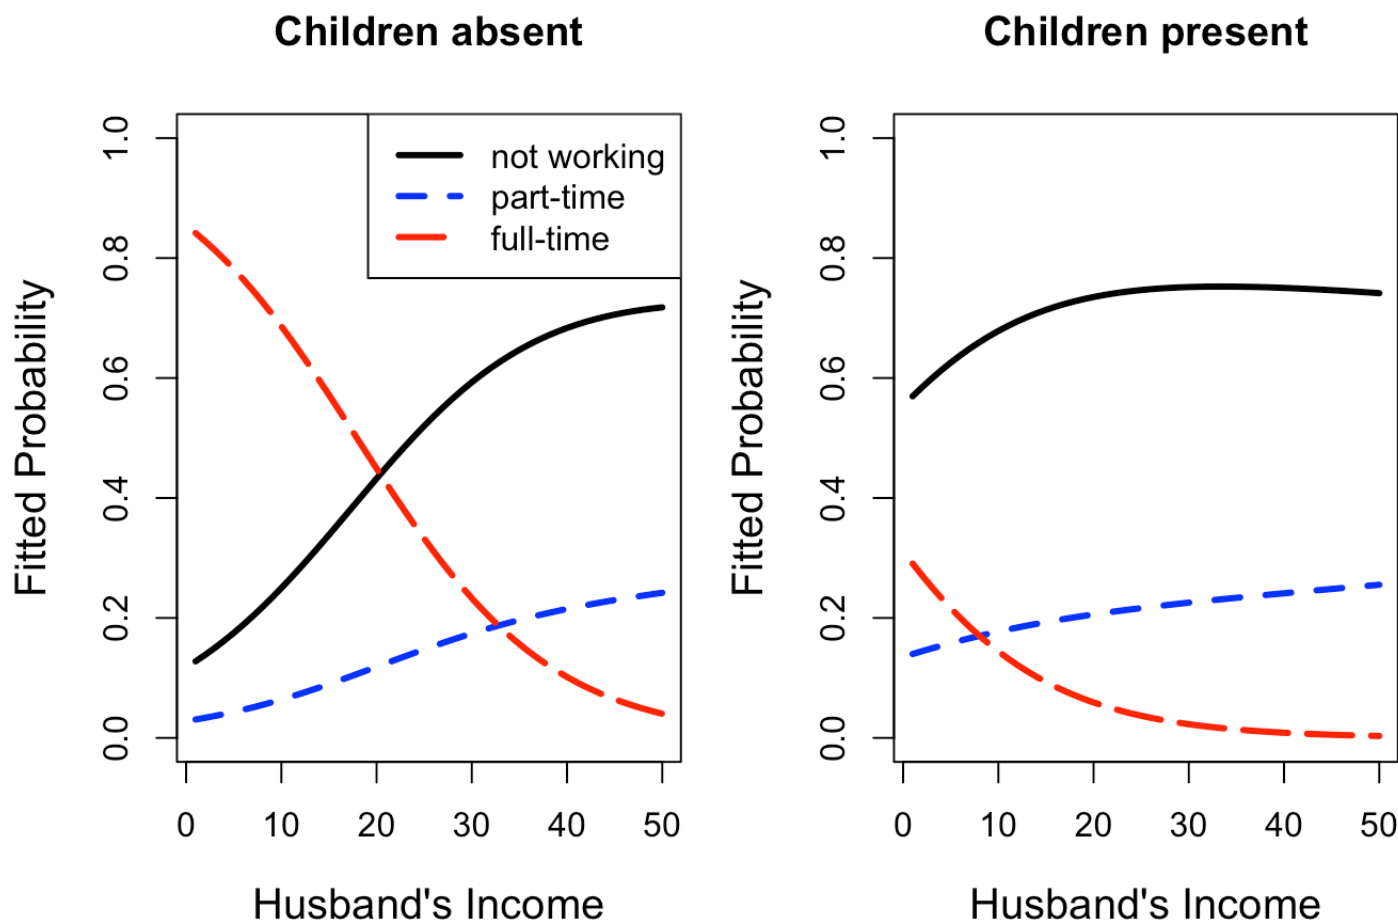 Children absent
Children present
Fitted Probability
1.0
0.8
0.6
0.4
0.2
0.0
not working
part-time
full-time
0 10 20 30 40 50
Husband's Income
Fitted Probability
1.0
0.8
0.6
0.4
0.2
0.0
0 10 20 30 40 50
Husband's Income